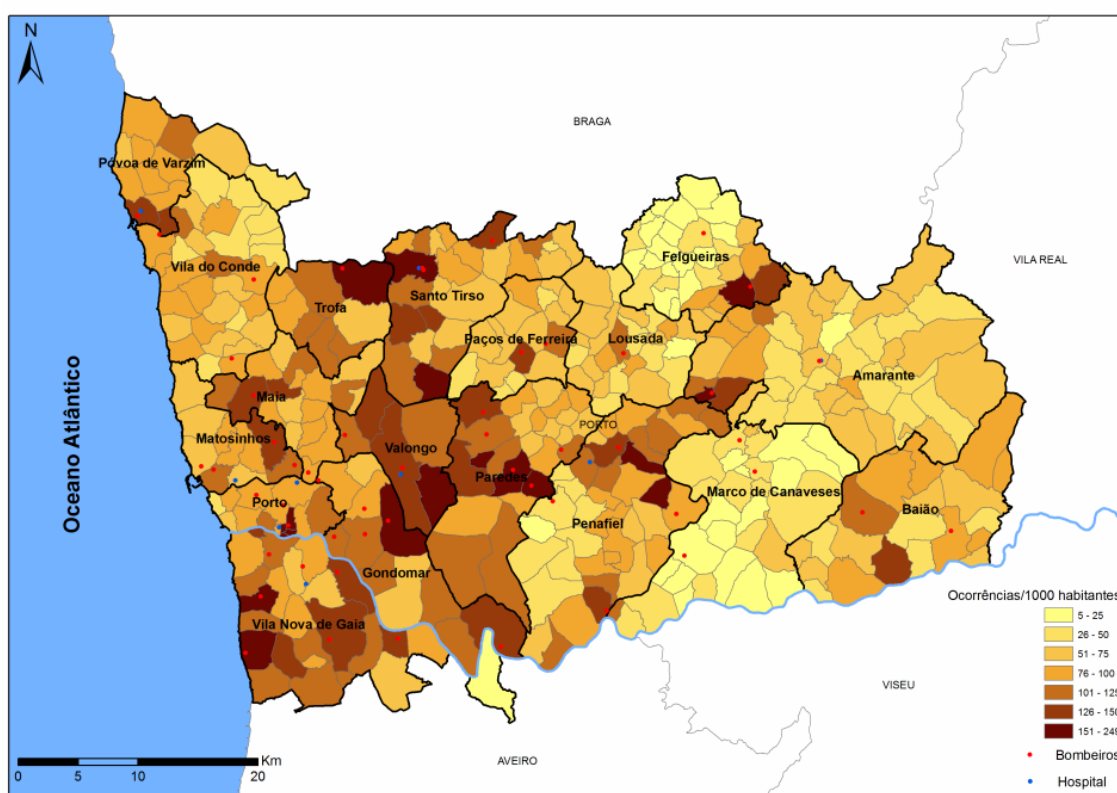 N
BRAGA
Póvoa de Varzim
Felgueiras
VILA REAL
Vila do Conde
Santo Tirso
Trofa
Paços de Ferreira
Lousada
Amarante
Maia
PORTO
Matosinhos
Valongo
Oceano Atlântico
Paredes
Marco de Canaveses
Porto
Baião
Penafiel
Gondomar
Ocorrências/1000 habitantes
5 - 25
26 - 50
Vila Nova de Gaia
51 - 75
76 - 100
VISEU
101 - 125
126 - 150
151 - 249
Km
AVEIRO
Bombeiros
0 5 10 20
Hospital